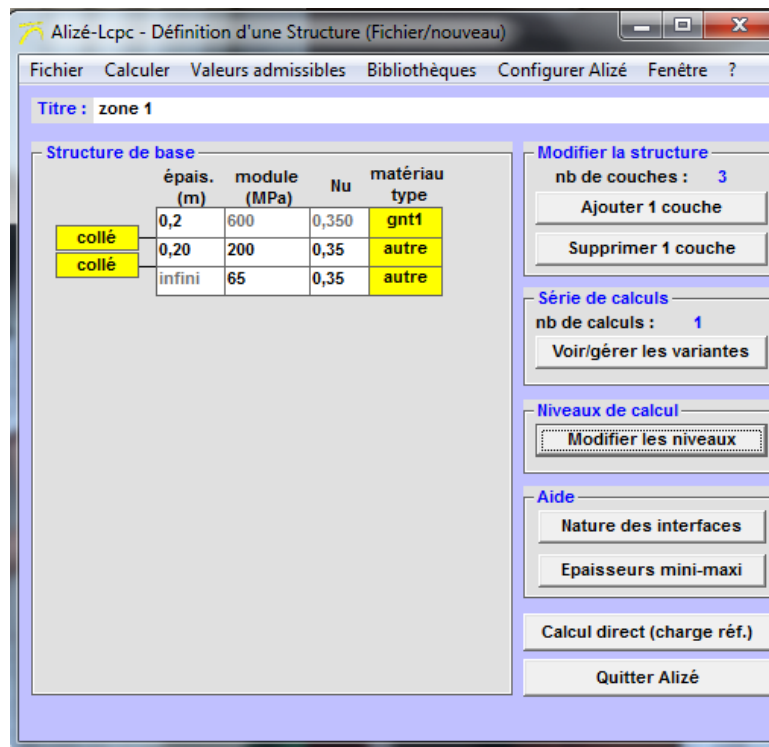 Alizé-Lcpc - Définition d'une Structure (Fichier/nouveau)
Fichier Calculer Valeurs admissibles Bibliothèques Configurer Alizé Fenêtre ?
Titre : zone 1
Structure de base
épais. (m) module (MPa) Nu matériau type
0,2 600 0,350 gnt1
collé
0,20 200 0,35 autre
collé
infini 65 0,35 autre
Modifier la structure
nb de couches : 3
Ajouter 1 couche
Supprimer 1 couche
Série de calculs
nb de calculs : 1
Voir/gérer les variantes
Niveaux de calcul
Modifier les niveaux
Aide
Nature des interfaces
Epaisseurs mini-maxi
Calcul direct (charge réf.)
Quitter Alizé